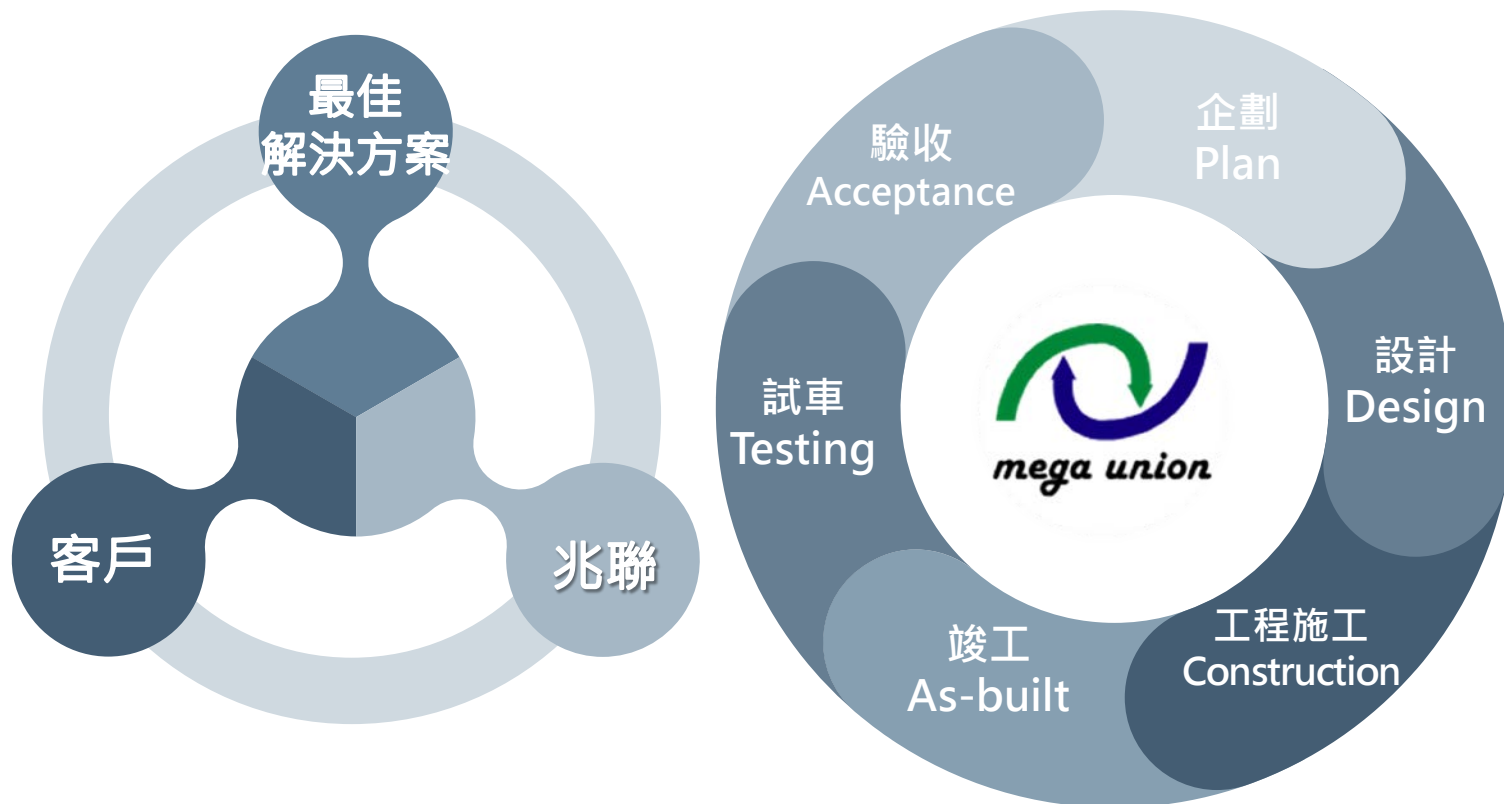 最佳
解決方案
客戶
兆聯
企劃
Plan
設計
Design
工程施工
Construction
竣工
As-built
試車
Testing
驗收
Acceptance
mega union